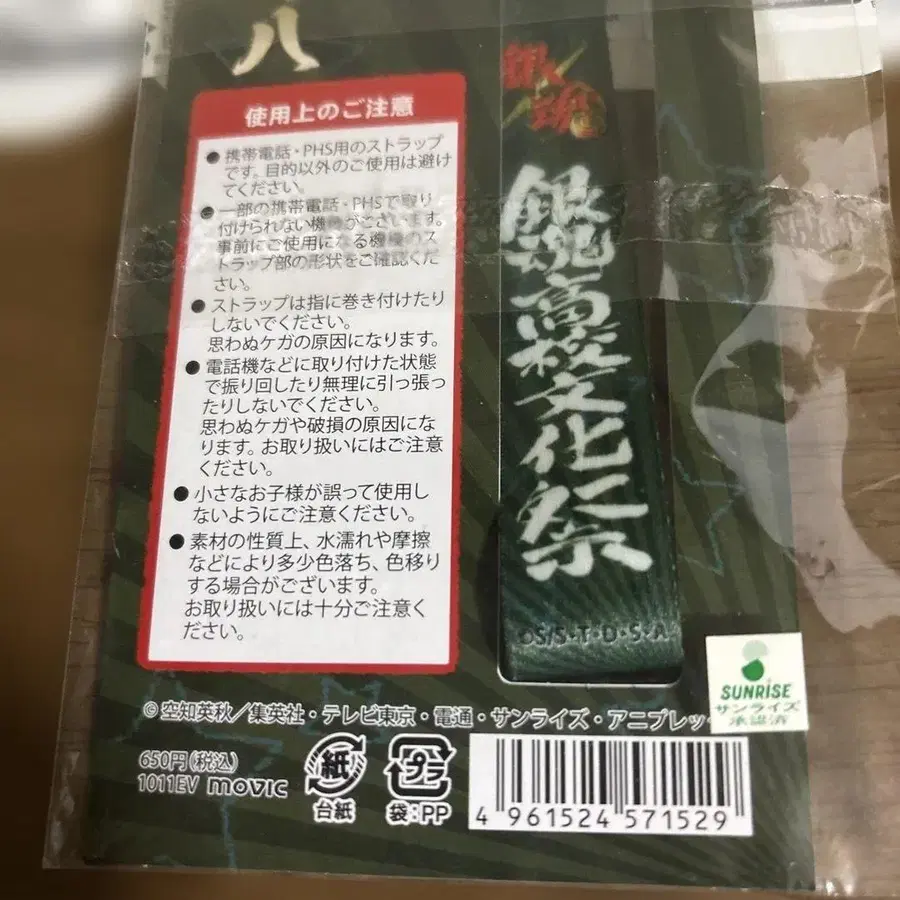 八
使用上のご注意
● 携帯電話・PHS用のストラップ
です。目的以外のご使用は避け
てください。
● 一部の携帯電話・PHSで取り
付けられない機種がございます。
事前にご使用になる機種のス
トラップ部の形状をご確認くだ
さい。
● ストラップは指に巻き付けたり
しないでください。
思わぬケガの原因になります。
● 電話機などに取り付けた状態
で振り回したり無理に引っ張っ
たりしないでください。
思わぬケガや破損の原因にな
ります。お取り扱いにはご注意
ください。
● 小さなお子様が誤って使用し
ないようにご注意ください。
● 素材の性質上、水濡れや摩擦
などにより多少色落ち、色移り
する場合がございます。
お取り扱いには十分ご注意く
ださい。
銀魂
銀魂高校文化祭
©S/S・T・D・S・A
SUNRISE
サンライズ
承認済
©空知英秋/集英社・テレビ東京・電通・サンライズ・アニプレッ
650円(税込)
1011EV movic
紙
台紙
プラ
袋:PP
4 961524 571529